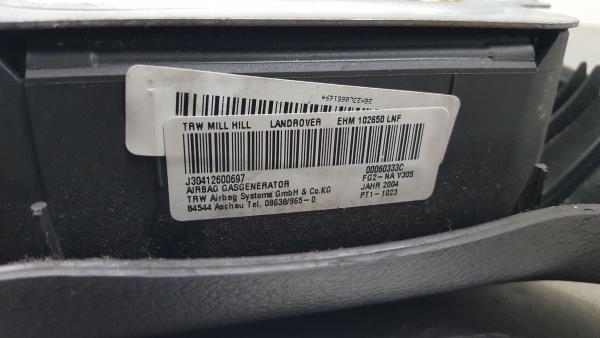 28K23L0881694
TRW MILL HILL LANDROVER EHM 102650 LNF
J30412600697 00060333C
AIRBAG GASGENERATOR FG2-NA V305
TRW Airbag Systems GmbH & Co.KG JAHR 2004
84544 Aschau Tel. 08638/965-0 PT1-1023